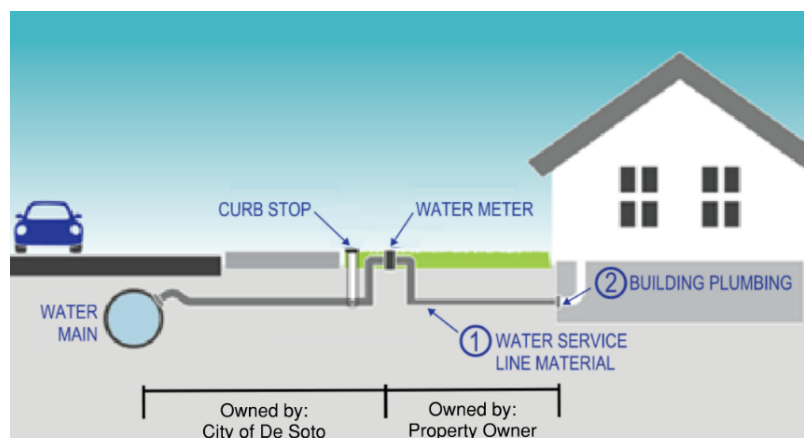 CURB STOP
WATER METER
WATER
MAIN
2 BUILDING PLUMBING
1 WATER SERVICE
LINE MATERIAL
Owned by:
City of De Soto
Owned by:
Property Owner